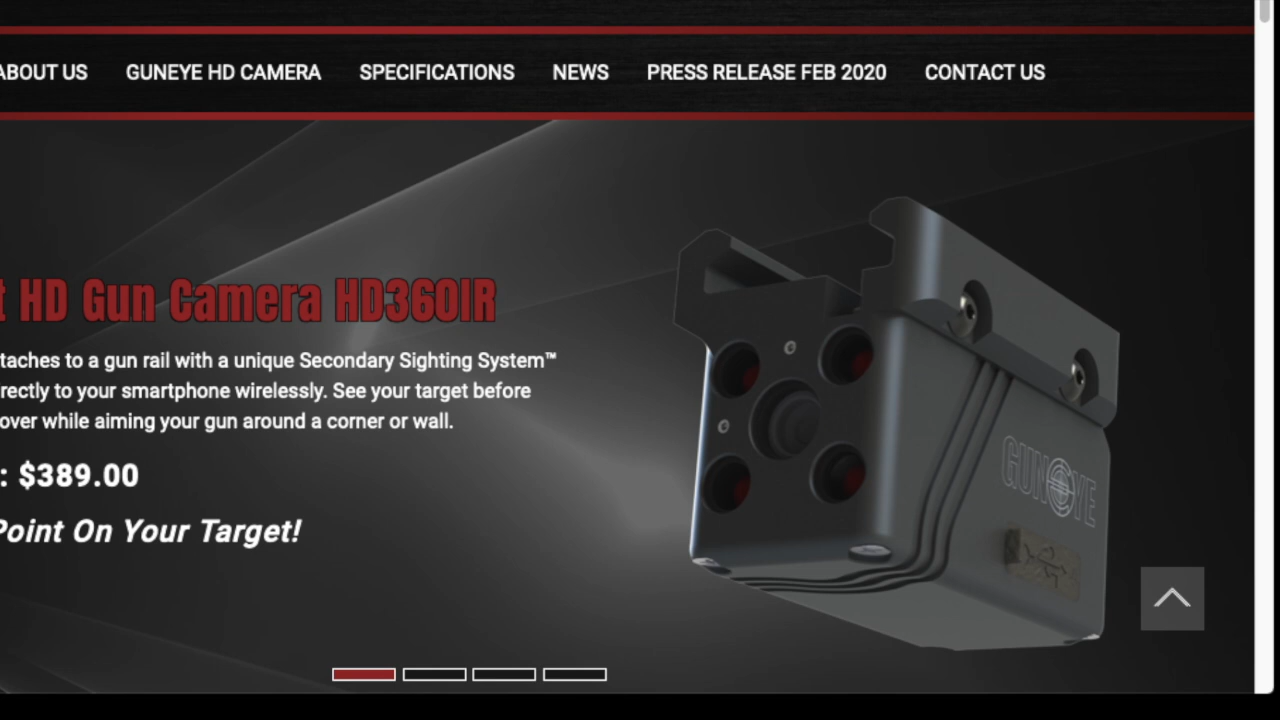 ABOUT US GUNEYE HD CAMERA SPECIFICATIONS NEWS PRESS RELEASE FEB 2020 CONTACT US
t HD Gun Camera HD360IR
taches to a gun rail with a unique Secondary Sighting System™
rectly to your smartphone wirelessly. See your target before
over while aiming your gun around a corner or wall.
: $389.00
Point On Your Target!
GUNEYE